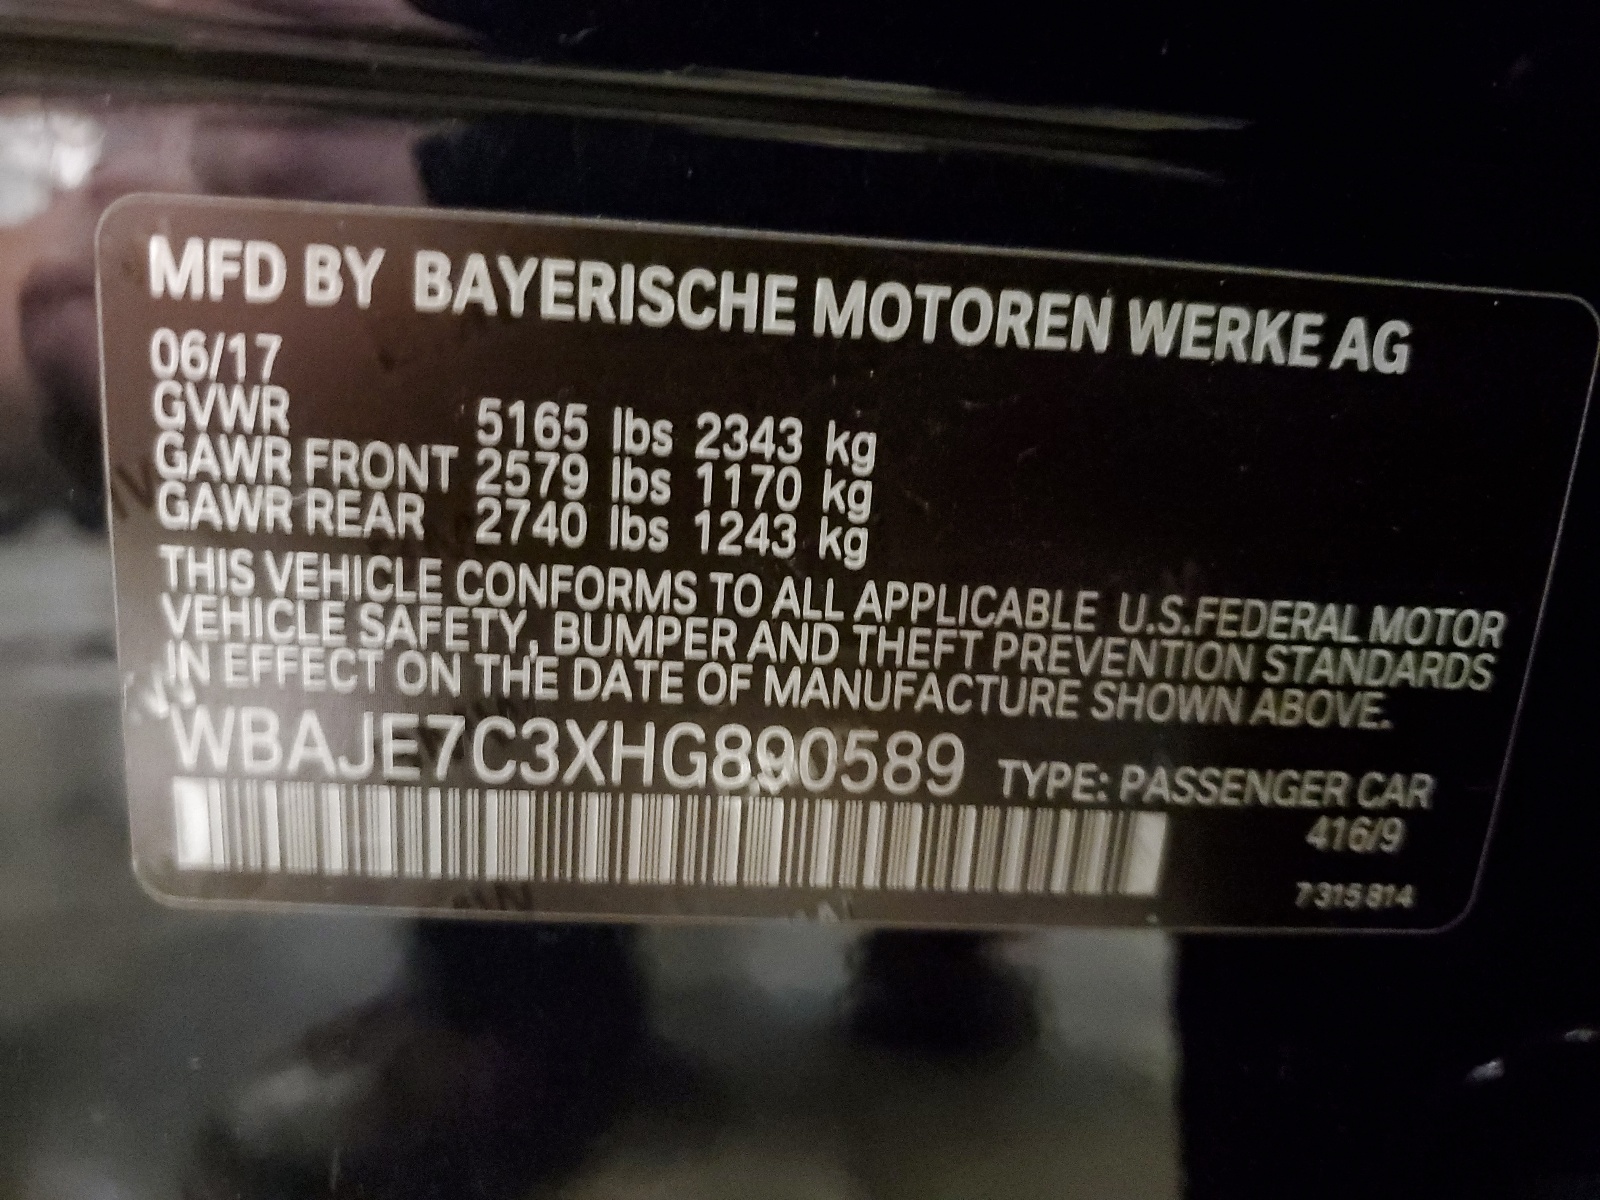 MFD BY BAYERISCHE MOTOREN WERKE AG
06/17
GVWR 5165 lbs 2343 kg
GAWR FRONT 2579 lbs 1170 kg
GAWR REAR 2740 lbs 1243 kg
THIS VEHICLE CONFORMS TO ALL APPLICABLE U.S.FEDERAL MOTOR
VEHICLE SAFETY, BUMPER AND THEFT PREVENTION STANDARDS
IN EFFECT ON THE DATE OF MANUFACTURE SHOWN ABOVE.
WBAJE7C3XHG890589 TYPE: PASSENGER CAR
416/9
7 315 814